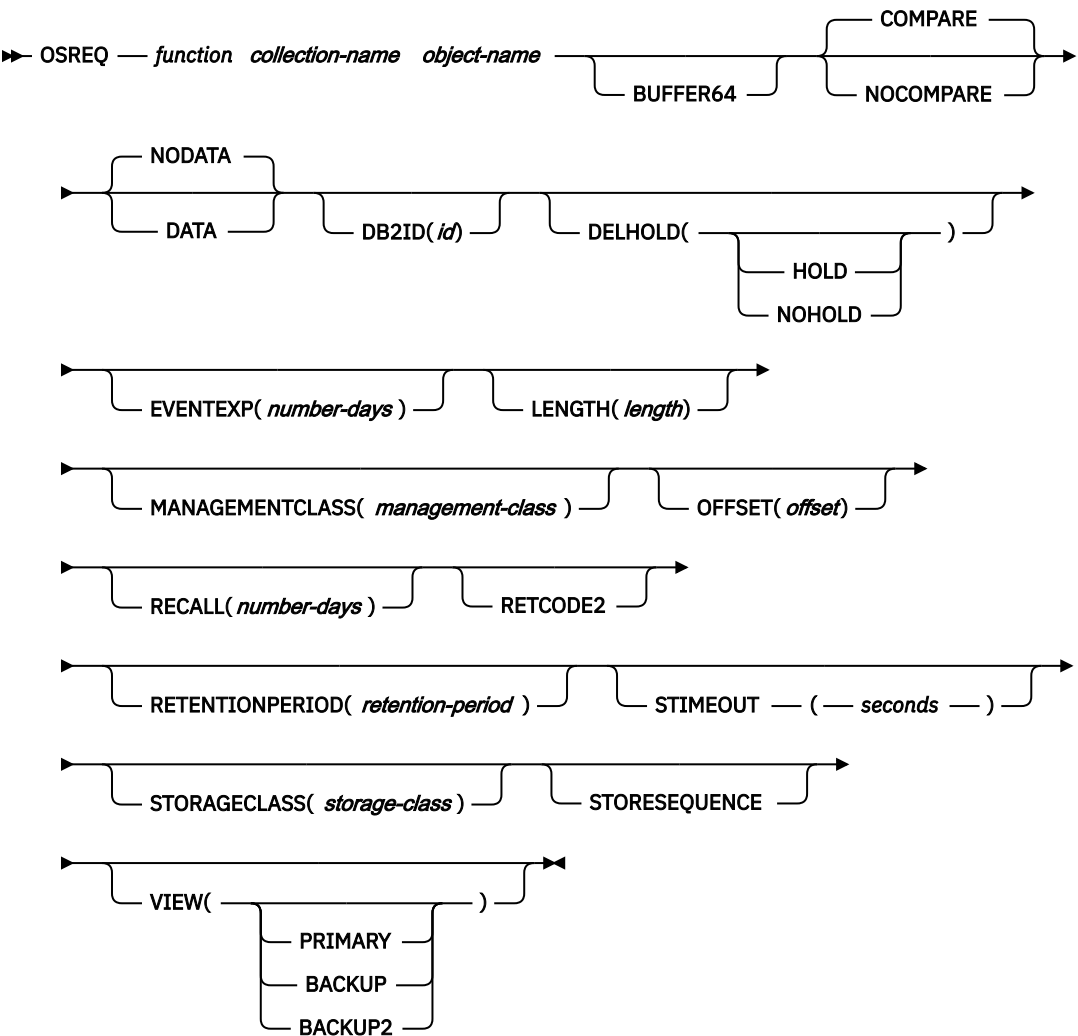 COMPARE
OSREQ function collection-name object-name
BUFFER64 NOCOMPARE
NODATA
DATA DB2ID(id) DELHOLD( )
HOLD
NOHOLD
EVENTEXP( number-days ) LENGTH( length)
MANAGEMENTCLASS( management-class ) OFFSET( offset)
RECALL( number-days ) RETCODE2
RETENTIONPERIOD( retention-period ) STIMEOUT ( seconds )
STORAGECLASS( storage-class ) STORESEQUENCE
VIEW( )
PRIMARY
BACKUP
BACKUP2